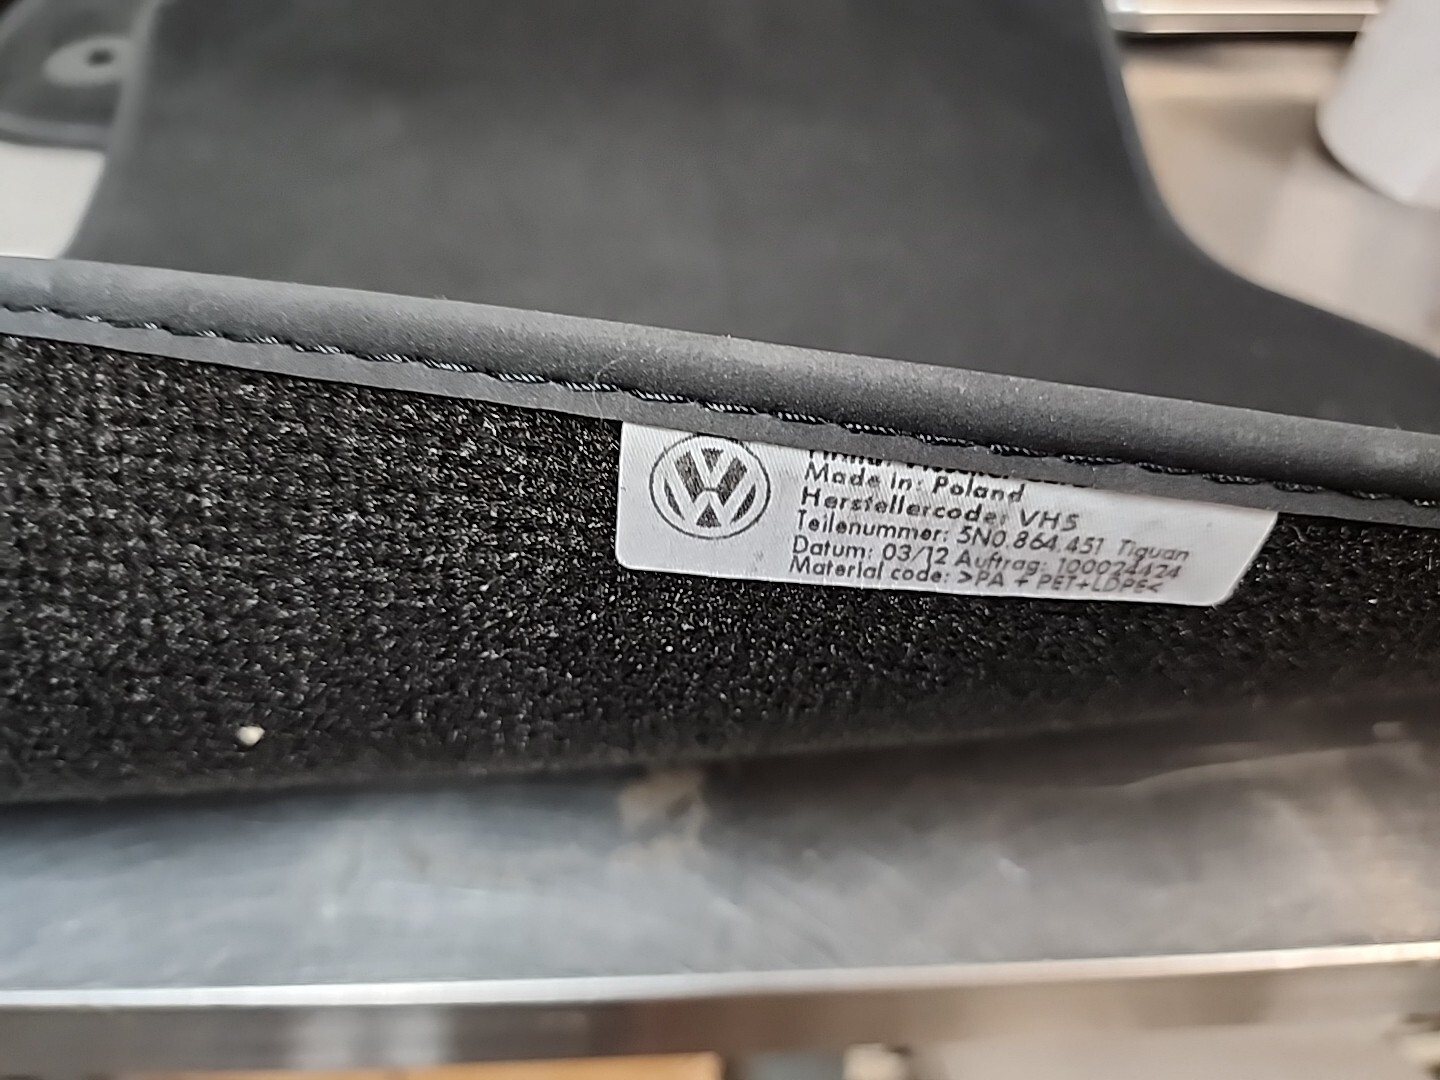 Made in: Poland
Herstellercode: VH5
Teilenummer: 5N0.864.451 Tiguan
Datum: 03/12 Auftrag: 100024424
Material code: >PA + PET+LDPE<